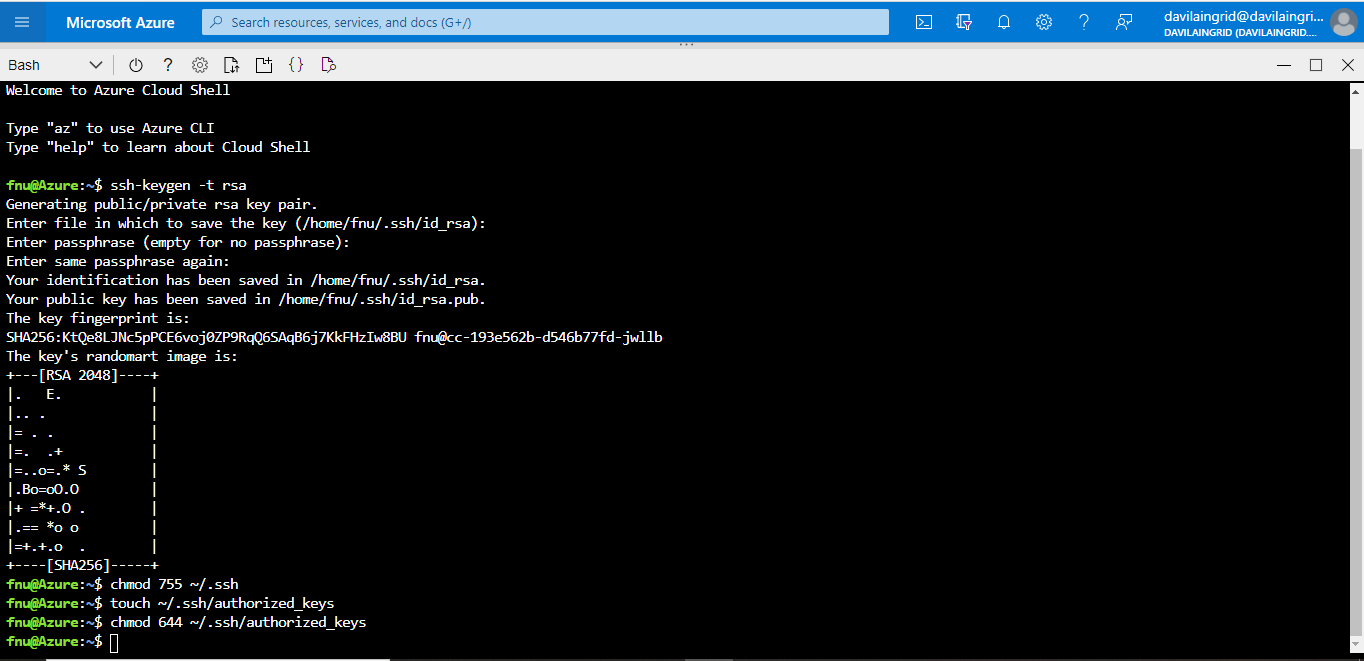 Microsoft Azure
Search resources, services, and docs (G+/)
davilaingrid@davilaingri...
DAVILAINGRID (DAVILAINGRID....
Bash
Welcome to Azure Cloud Shell
Type "az" to use Azure CLI
Type "help" to learn about Cloud Shell
fnu@Azure:~$ ssh-keygen -t rsa
Generating public/private rsa key pair.
Enter file in which to save the key (/home/fnu/.ssh/id_rsa):
Enter passphrase (empty for no passphrase):
Enter same passphrase again:
Your identification has been saved in /home/fnu/.ssh/id_rsa.
Your public key has been saved in /home/fnu/.ssh/id_rsa.pub.
The key fingerprint is:
SHA256:KtQe8LJNc5pPCE6voj0ZP9RqQ6SAqB6j7KkFHzIw8BU fnu@cc-193e562b-d546b77fd-jwllb
The key's randomart image is:
+---[RSA 2048]----+
|.   E.           |
|.. .             |
|= . .            |
|=.  .+           |
|=..o=.* S        |
|.Bo=oO.O         |
|+ =*+.O .        |
|.== *o o         |
|=+.+.o  .        |
+----[SHA256]-----+
fnu@Azure:~$ chmod 755 ~/.ssh
fnu@Azure:~$ touch ~/.ssh/authorized_keys
fnu@Azure:~$ chmod 644 ~/.ssh/authorized_keys
fnu@Azure:~$